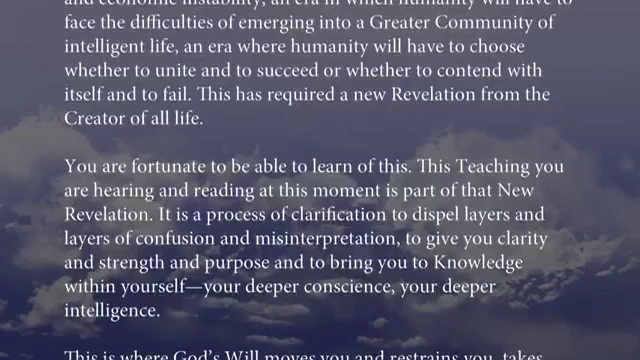 and economic instability, an era in which humanity will have to
face the difficulties of emerging into a Greater Community of
intelligent life, an era where humanity will have to choose
whether to unite and to succeed or whether to contend with
itself and to fail. This has required a new Revelation from the
Creator of all life.
You are fortunate to be able to learn of this. This Teaching you
are hearing and reading at this moment is part of that New
Revelation. It is a process of clarification to dispel layers and
layers of confusion and misinterpretation, to give you clarity
and strength and purpose and to bring you to Knowledge
within yourself—your deeper conscience, your deeper
intelligence.
This is where God's Will moves you and restrains you, takes